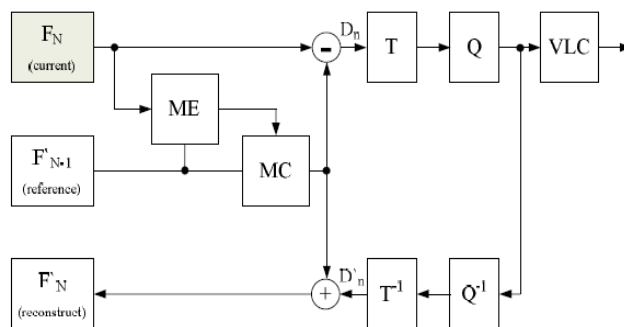 F_N
(current)
-
D_n
T
Q
VLC
ME
F`_N-1
(reference)
MC
F`_N
(reconstruct)
+
D`_n
T^-1
Q^-1